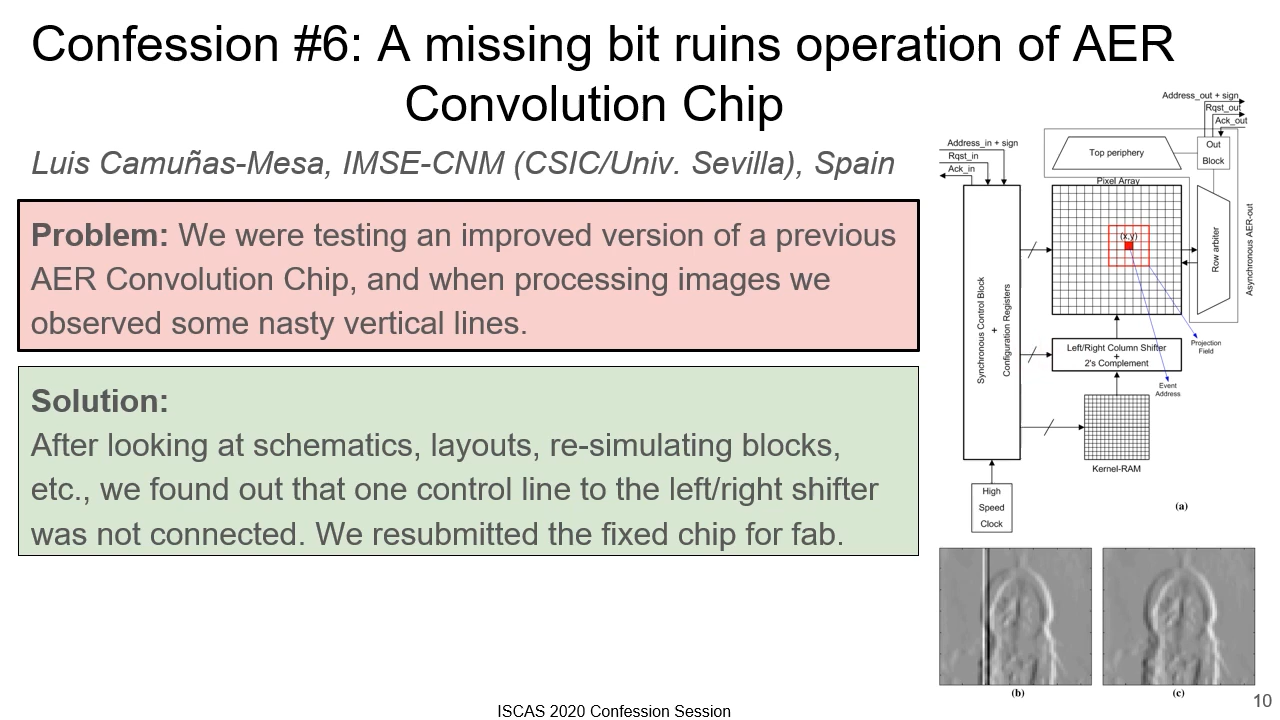 Confession #6: A missing bit ruins operation of AER
Convolution Chip
Luis Camuñas-Mesa, IMSE-CNM (CSIC/Univ. Sevilla), Spain
Problem: We were testing an improved version of a previous
AER Convolution Chip, and when processing images we
observed some nasty vertical lines.
Solution:
After looking at schematics, layouts, re-simulating blocks,
etc., we found out that one control line to the left/right shifter
was not connected. We resubmitted the fixed chip for fab.
Address_out + sign
Rqst_out
Ack_out
Address_in + sign
Rqst_in
Ack_in
Top periphery
Out
Block
Pixel Array
(x,y)
Row arbiter
Asynchronous AER-out
Synchronous Control Block
+
Configuration Registers
Left/Right Column Shifter
+
2's Complement
Projection
Field
Event
Address
Kernel-RAM
High
Speed
Clock
(a)
(b)
(c)
ISCAS 2020 Confession Session
10